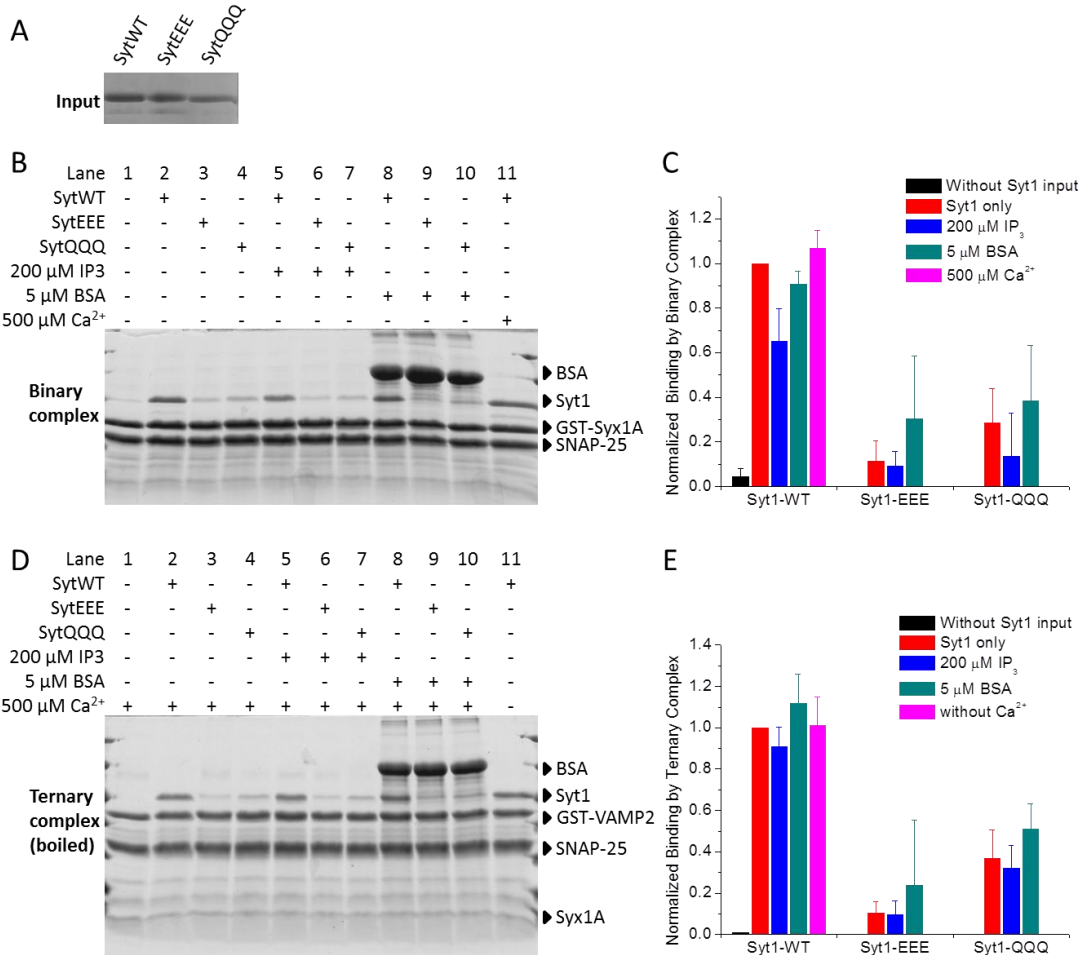 A
SytWT SytEEE SytQQQ
Input
B
Lane 1 2 3 4 5 6 7 8 9 10 11
SytWT - + - - + - - + - - +
SytEEE - - + - - + - - + - -
SytQQQ - - - + - - + - - + -
200 μM IP3 - - - - + + + - - - -
5 μM BSA - - - - - - - + + + -
500 μM Ca²⁺ - - - - - - - - - - +
Binary
complex
BSA
Syt1
GST-Syx1A
SNAP-25
C
Without Syt1 input
Syt1 only
200 μM IP₃
5 μM BSA
500 μM Ca²⁺
Normalized Binding by Binary Complex
1.2
1.0
0.8
0.6
0.4
0.2
0.0
Syt1-WT Syt1-EEE Syt1-QQQ
D
Lane 1 2 3 4 5 6 7 8 9 10 11
SytWT - + - - + - - + - - +
SytEEE - - + - - + - - + - -
SytQQQ - - - + - - + - - + -
200 μM IP3 - - - - + + + - - - -
5 μM BSA - - - - - - - + + + -
500 μM Ca²⁺ + + + + + + + + + + -
Ternary
complex
(boiled)
BSA
Syt1
GST-VAMP2
SNAP-25
Syx1A
E
Without Syt1 input
Syt1 only
200 μM IP₃
5 μM BSA
without Ca²⁺
Normalized Binding by Ternary Complex
1.4
1.2
1.0
0.8
0.6
0.4
0.2
0.0
Syt1-WT Syt1-EEE Syt1-QQQ